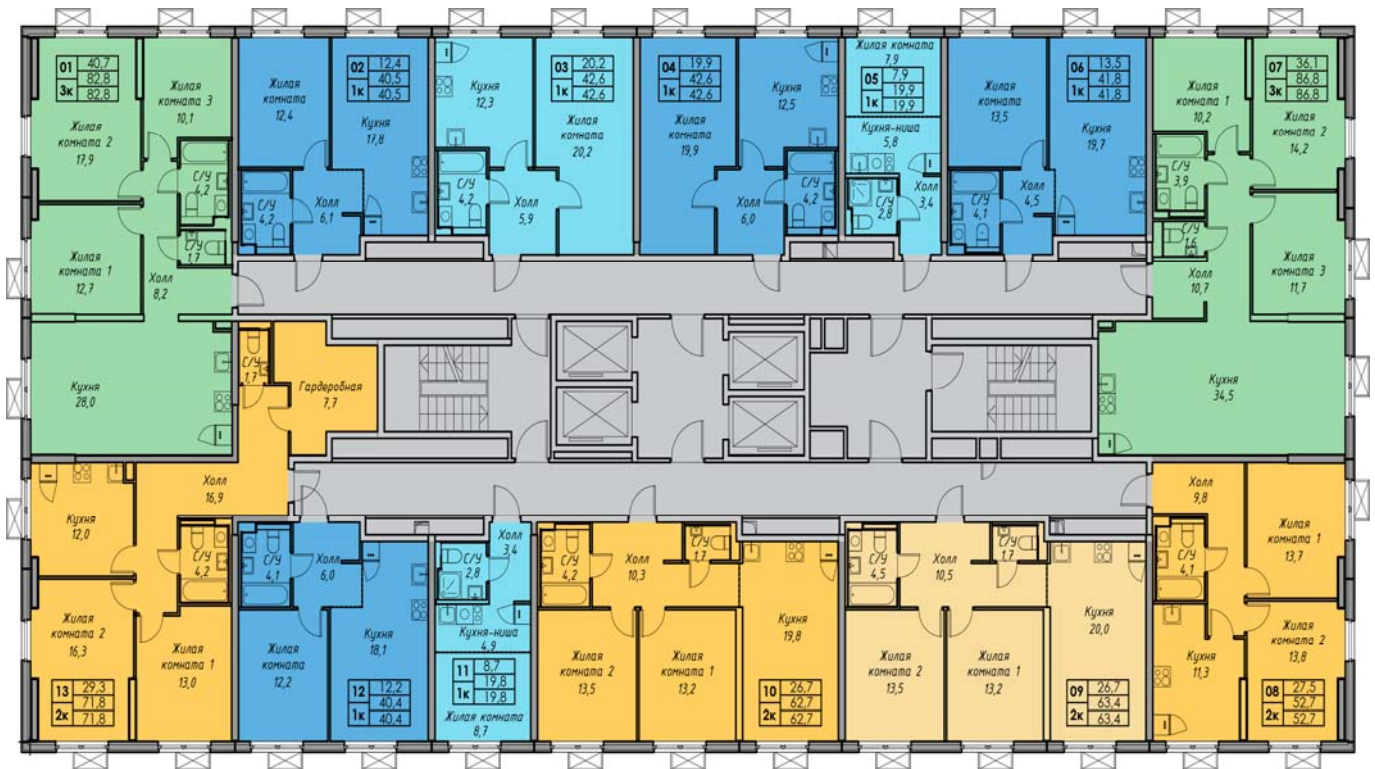 01
3к
40,7
82,8
82,8
Жилая
комната 3
10,1
Жилая
комната 2
17,9
С/У
4,2
Жилая
комната 1
12,7
С/У
1,7
Холл
8,2
Кухня
28,0
02
1к
12,4
40,5
40,5
Жилая
комната
12,4
Кухня
17,8
С/У
4,2
Холл
6,1
03
1к
20,2
42,6
42,6
Кухня
12,3
Жилая
комната
20,2
С/У
4,2
Холл
5,9
04
1к
19,9
42,6
42,6
Кухня
12,5
Жилая
комната
19,9
Холл
6,0
С/У
4,2
Жилая комната
7,9
05
1к
7,9
19,9
19,9
Кухня-ниша
5,8
С/У
2,8
Холл
3,4
06
1к
13,5
41,8
41,8
Жилая
комната
13,5
Кухня
19,7
С/У
4,1
Холл
4,5
07
3к
36,1
86,8
86,8
Жилая
комната 1
10,2
Жилая
комната 2
14,2
С/У
3,9
С/У
1,6
Холл
10,7
Жилая
комната 3
11,7
Кухня
34,5
С/У
1,7
Гардеробная
7,7
Холл
16,9
Кухня
12,0
С/У
4,2
Жилая
комната 2
16,3
Жилая
комната 1
13,0
13
2к
29,3
71,8
71,8
С/У
4,1
Холл
6,0
Жилая
комната
12,2
Кухня
18,1
12
1к
12,2
40,4
40,4
Холл
3,4
С/У
2,8
Кухня-ниша
4,9
11
1к
8,7
19,8
19,8
Жилая комната
8,7
С/У
4,2
Холл
10,3
С/У
1,7
Жилая
комната 2
13,5
Жилая
комната 1
13,2
Кухня
19,8
10
2к
26,7
62,7
62,7
С/У
4,5
Холл
10,5
С/У
1,7
Жилая
комната 2
13,5
Жилая
комната 1
13,2
Кухня
20,0
09
2к
26,7
63,4
63,4
Холл
9,8
С/У
4,1
Жилая
комната 1
13,7
Кухня
11,3
Жилая
комната 2
13,8
08
2к
27,5
52,7
52,7